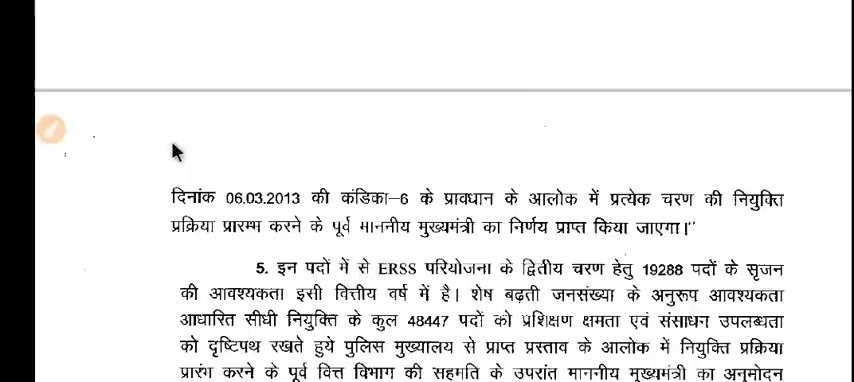 दिनांक 06.03.2013 की कंडिका–6 के प्रावधान के आलोक में प्रत्येक चरण की नियुक्ति
प्रक्रिया प्रारम्भ करने के पूर्व माननीय मुख्यमंत्री का निर्णय प्राप्त किया जाएगा।"
5. इन पदों में से ERSS परियोजना के द्वितीय चरण हेतु 19288 पदों के सृजन
की आवश्यकता इसी वित्तीय वर्ष में है। शेष बढ़ती जनसंख्या के अनुरूप आवश्यकता
आधारित सीधी नियुक्ति के कुल 48447 पदों को प्रशिक्षण क्षमता एवं संसाधन उपलब्धता
को दृष्टिपथ रखते हुये पुलिस मुख्यालय से प्राप्त प्रस्ताव के आलोक में नियुक्ति प्रक्रिया
प्रारंभ करने के पूर्व वित्त विभाग की सहमति के उपरांत माननीय मुख्यमंत्री का अनुमोदन